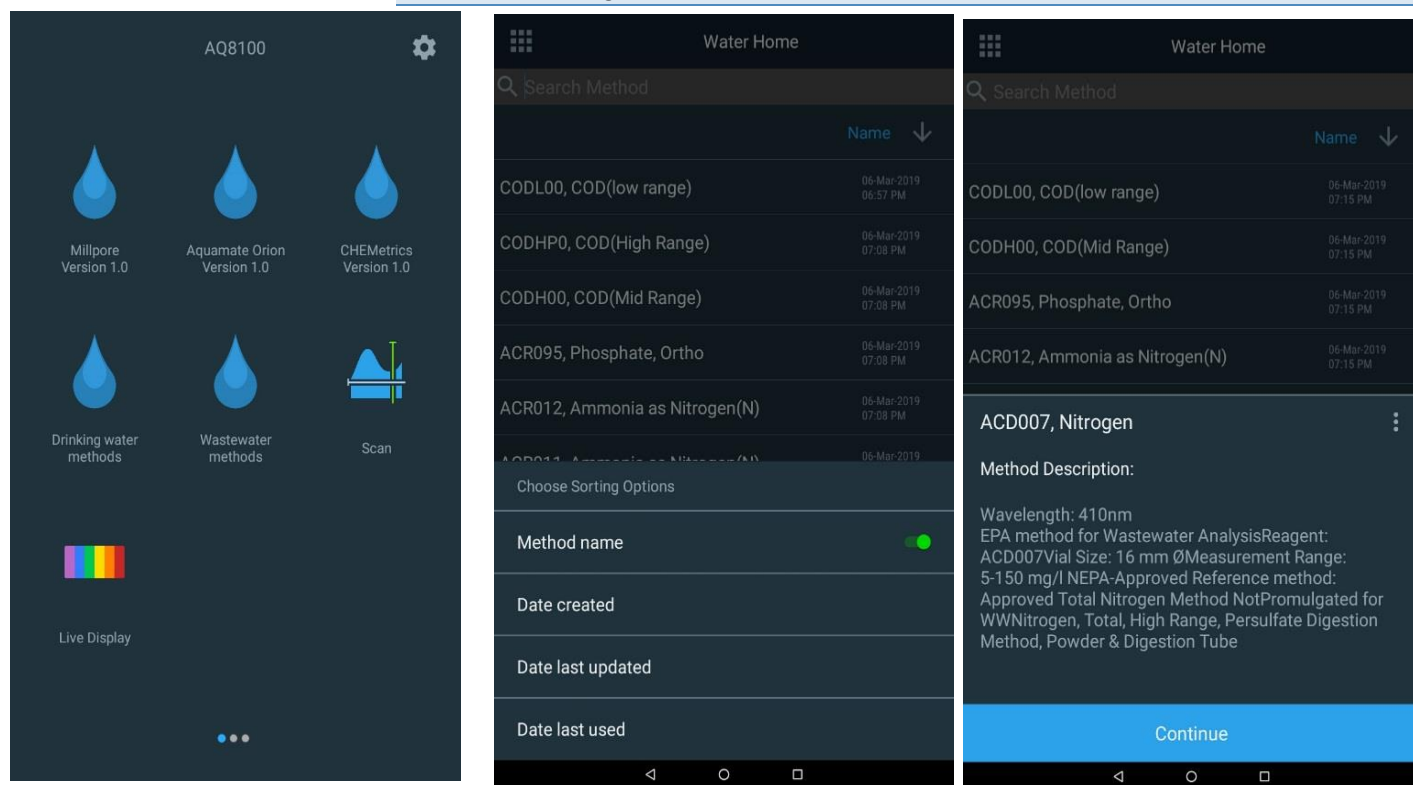 AQ8100
Millpore
Version 1.0
Aquamate Orion
Version 1.0
CHEMetrics
Version 1.0
Drinking water
methods
Wastewater
methods
Scan
Live Display
Water Home
Search Method
Name
CODL00, COD(low range)
06-Mar-2019
06:57 PM
CODHP0, COD(High Range)
06-Mar-2019
07:08 PM
CODH00, COD(Mid Range)
06-Mar-2019
07:08 PM
ACR095, Phosphate, Ortho
06-Mar-2019
07:08 PM
ACR012, Ammonia as Nitrogen(N)
06-Mar-2019
07:08 PM
ACR011, Ammonia as Nitrogen(N)
06-Mar-2019
Choose Sorting Options
Method name
Date created
Date last updated
Date last used
Water Home
Search Method
Name
CODL00, COD(low range)
06-Mar-2019
07:15 PM
CODH00, COD(Mid Range)
06-Mar-2019
07:15 PM
ACR095, Phosphate, Ortho
06-Mar-2019
07:15 PM
ACR012, Ammonia as Nitrogen(N)
06-Mar-2019
07:15 PM
ACD007, Nitrogen
Method Description:
Wavelength: 410nm
EPA method for Wastewater AnalysisReagent:
ACD007Vial Size: 16 mm ØMeasurement Range:
5-150 mg/l NEPA-Approved Reference method:
Approved Total Nitrogen Method NotPromulgated for
WWNitrogen, Total, High Range, Persulfate Digestion
Method, Powder & Digestion Tube
Continue